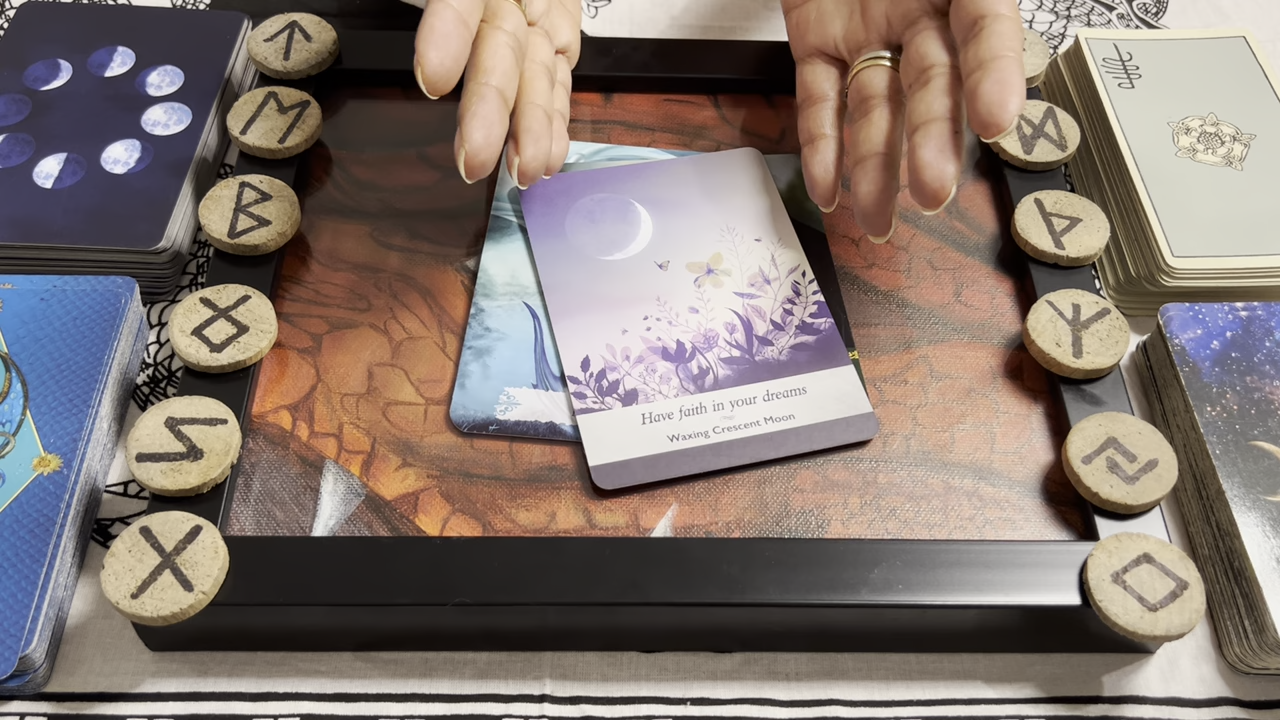 ᛏ
ᛖ
ᛞ
ᛒ
ᚦ
ᛝ
ᛉ
Have faith in your dreams
Waxing Crescent Moon
ᛊ
ᛃ
ᚷ
ᛜ